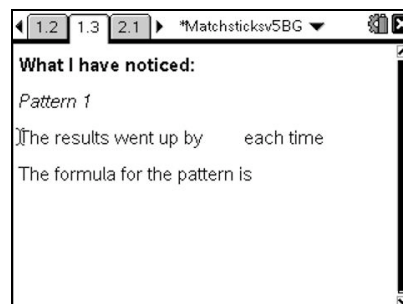 1.2 1.3 2.1 *Matchsticksv5BG
What I have noticed:
Pattern 1
The results went up by each time
The formula for the pattern is